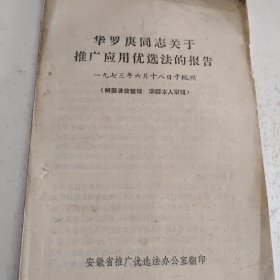 华罗庚同志关于
推广应用优选法的报告
一九七三年六月十八日于杭州
（根据录音整理 未经本人审阅）
安徽省推广优选法办公室翻印